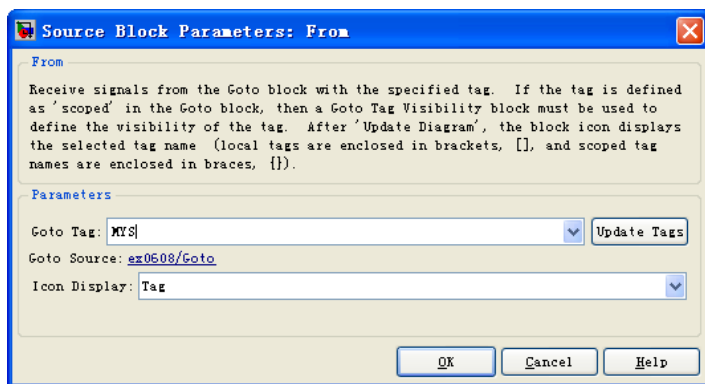 Source Block Parameters: From
From
Receive signals from the Goto block with the specified tag. If the tag is defined
as 'scoped' in the Goto block, then a Goto Tag Visibility block must be used to
define the visibility of the tag. After 'Update Diagram', the block icon displays
the selected tag name (local tags are enclosed in brackets, [], and scoped tag
names are enclosed in braces, {}).
Parameters
Goto Tag: MYS Update Tags
Goto Source: ex0608/Goto
Icon Display: Tag
OK Cancel Help